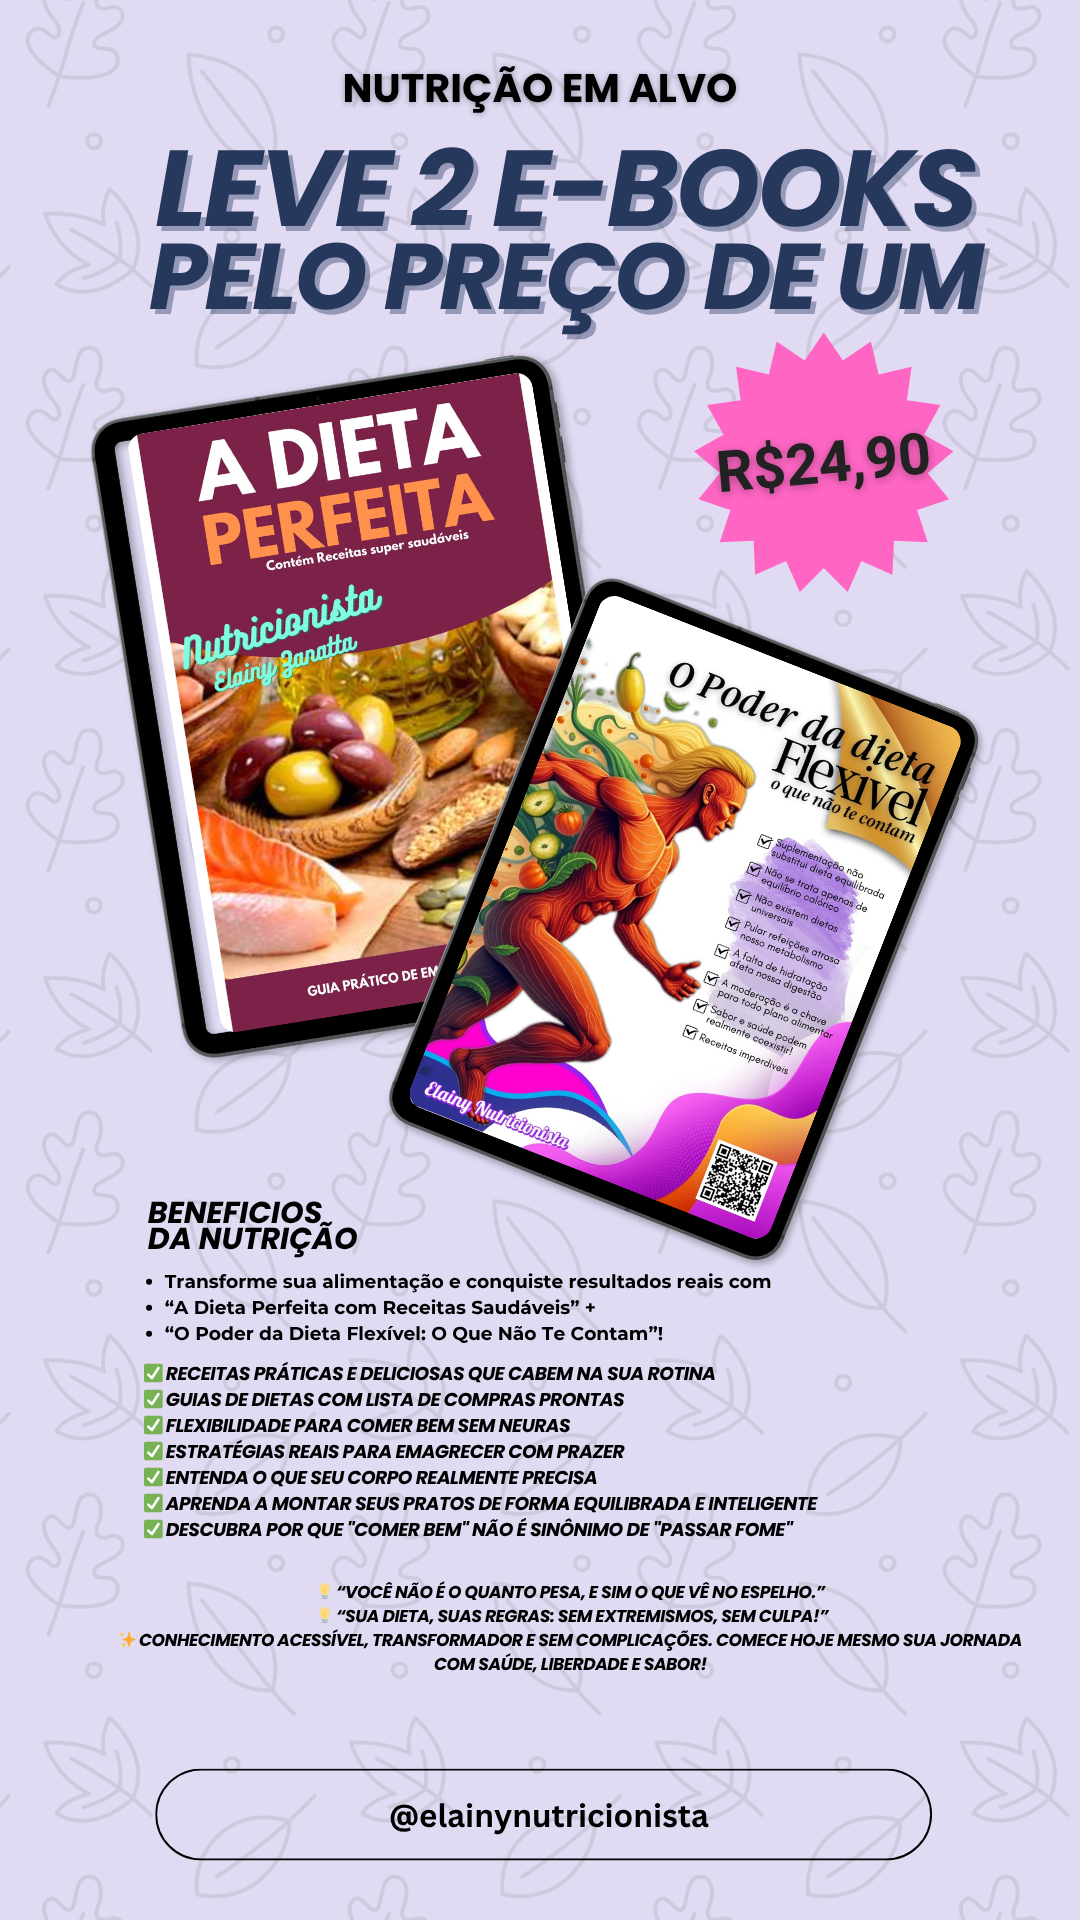 NUTRIÇÃO EM ALVO
LEVE 2 E-BOOKS
PELO PREÇO DE UM
R$24,90
A DIETA
PERFEITA
Contém Receitas super saudáveis
Nutricionista
Elainy Zanatta
GUIA PRÁTICO DE EM
O Poder da dieta
Flexível
o que não te contam
Suplementação não
substitui dieta equilibrada
Não se trata apenas de
equilíbrio calórico
Não existem dietas
universais
Pular refeições atrasa
nosso metabolismo
A falta de hidratação
afeta nossa digestão
A moderação é a chave
para todo plano alimentar
Sabor e saúde podem
realmente coexistir!
Receitas imperdiveis
Elainy Nutricionista
BENEFICIOS
DA NUTRIÇÃO
• Transforme sua alimentação e conquiste resultados reais com
• “A Dieta Perfeita com Receitas Saudáveis” +
• “O Poder da Dieta Flexível: O Que Não Te Contam”!
✅ RECEITAS PRÁTICAS E DELICIOSAS QUE CABEM NA SUA ROTINA
✅ GUIAS DE DIETAS COM LISTA DE COMPRAS PRONTAS
✅ FLEXIBILIDADE PARA COMER BEM SEM NEURAS
✅ ESTRATÉGIAS REAIS PARA EMAGRECER COM PRAZER
✅ ENTENDA O QUE SEU CORPO REALMENTE PRECISA
✅ APRENDA A MONTAR SEUS PRATOS DE FORMA EQUILIBRADA E INTELIGENTE
✅ DESCUBRA POR QUE "COMER BEM" NÃO É SINÔNIMO DE "PASSAR FOME"
💡 “VOCÊ NÃO É O QUANTO PESA, E SIM O QUE VÊ NO ESPELHO.”
💡 “SUA DIETA, SUAS REGRAS: SEM EXTREMISMOS, SEM CULPA!”
✨ CONHECIMENTO ACESSÍVEL, TRANSFORMADOR E SEM COMPLICAÇÕES. COMECE HOJE MESMO SUA JORNADA
COM SAÚDE, LIBERDADE E SABOR!
@elainynutricionista